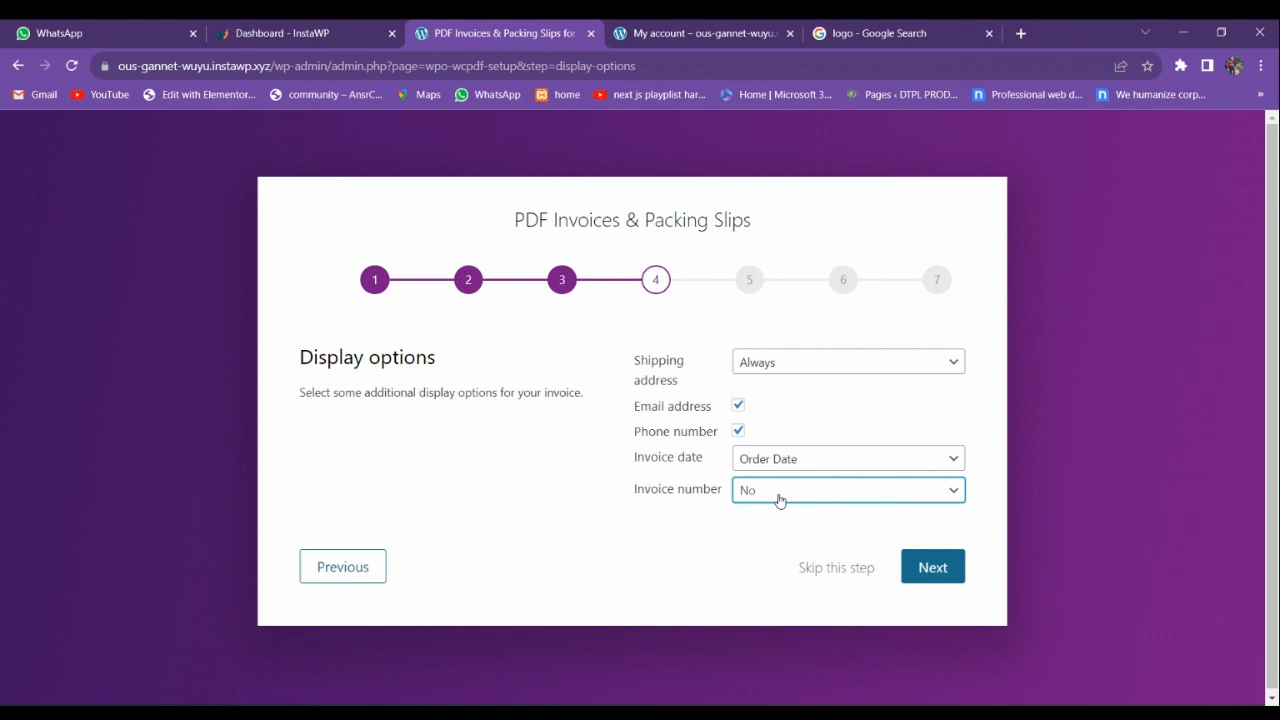 WhatsApp
Dashboard - InstaWP
PDF Invoices & Packing Slips for
My account – ous-gannet-wuyu.
logo - Google Search
ous-gannet-wuyu.instawp.xyz/wp-admin/admin.php?page=wpo-wcpdf-setup&step=display-options
Gmail
YouTube
Edit with Elementor...
community – AnsrC...
Maps
WhatsApp
home
next js playplist har...
Home | Microsoft 3...
Pages ‹ DTPL PROD...
Professional web d...
We humanize corp...
»
PDF Invoices & Packing Slips
1 2 3 4 5 6 7
Display options
Select some additional display options for your invoice.
Shipping
address
Always
Email address
Phone number
Invoice date
Order Date
Invoice number
No
Previous
Skip this step
Next